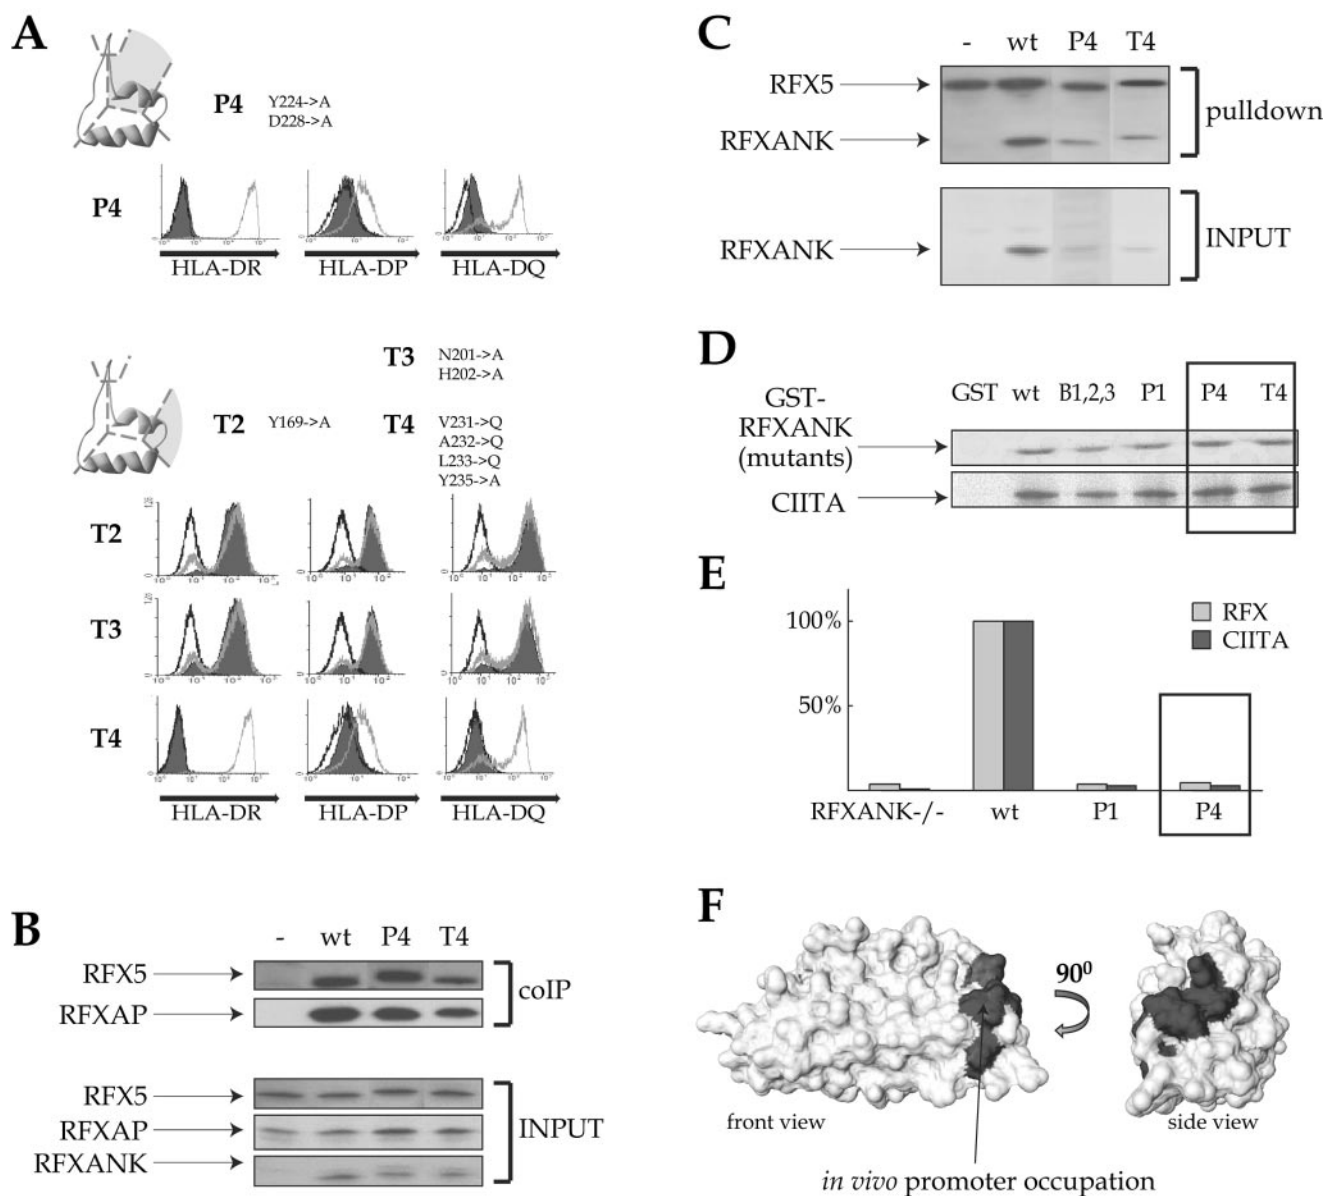 A
P4
Y224->A
D228->A
P4
HLA-DR
HLA-DP
HLA-DQ
T3
N201->A
H202->A
T2
Y169->A
T4
V231->Q
A232->Q
L233->Q
Y235->A
T2
T3
T4
HLA-DR
HLA-DP
HLA-DQ
B
- wt P4 T4
RFX5
RFXAP
coIP
RFX5
RFXAP
RFXANK
INPUT
C
- wt P4 T4
RFX5
RFXANK
pulldown
RFXANK
INPUT
D
GST wt B1,2,3 P1 P4 T4
GST-
RFXANK
(mutants)
CIITA
E
100%
50%
RFX
CIITA
RFXANK-/- wt P1 P4
F
90⁰
front view
side view
in vivo promoter occupation